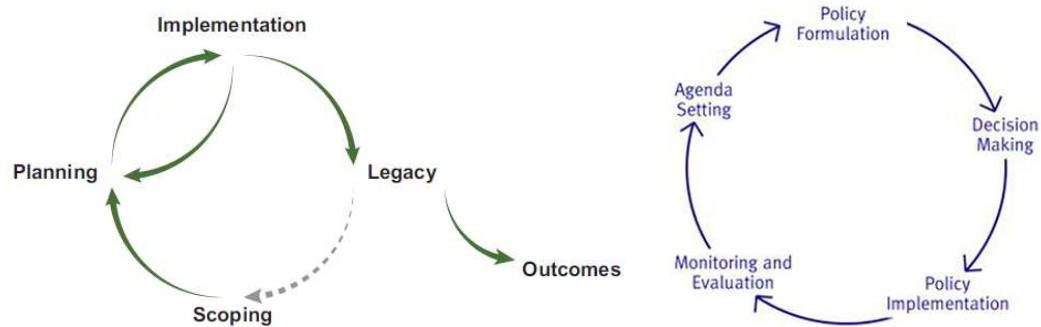 Implementation
Planning
Legacy
Outcomes
Scoping
Policy
Formulation
Agenda
Setting
Decision
Making
Monitoring and
Evaluation
Policy
Implementation